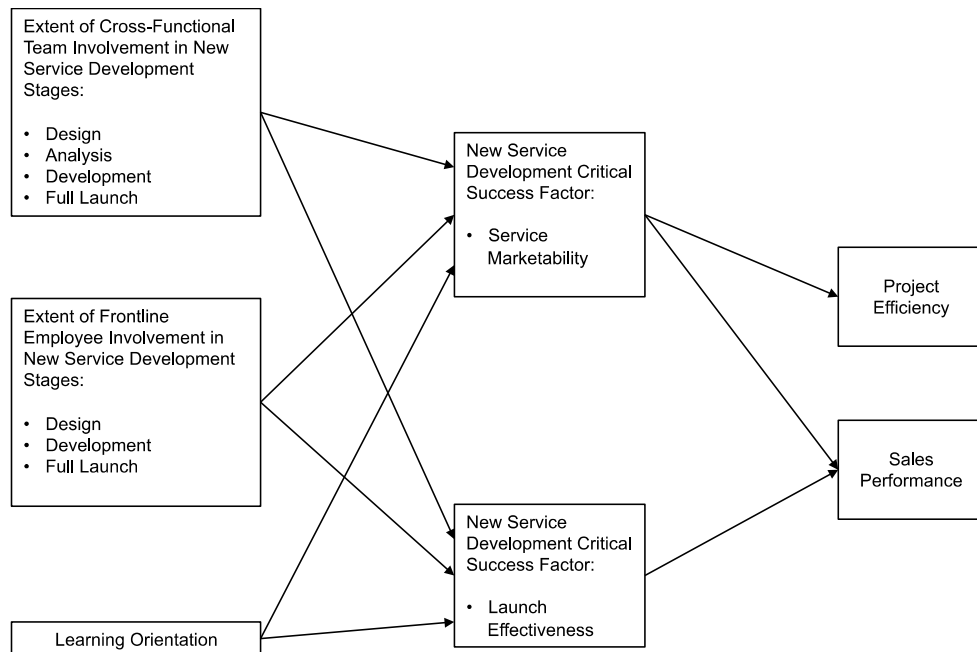 Extent of Cross-Functional
Team Involvement in New
Service Development
Stages:
• Design
• Analysis
• Development
• Full Launch
Extent of Frontline
Employee Involvement in
New Service Development
Stages:
• Design
• Development
• Full Launch
Learning Orientation
New Service
Development Critical
Success Factor:
• Service
Marketability
New Service
Development Critical
Success Factor:
• Launch
Effectiveness
Project
Efficiency
Sales
Performance